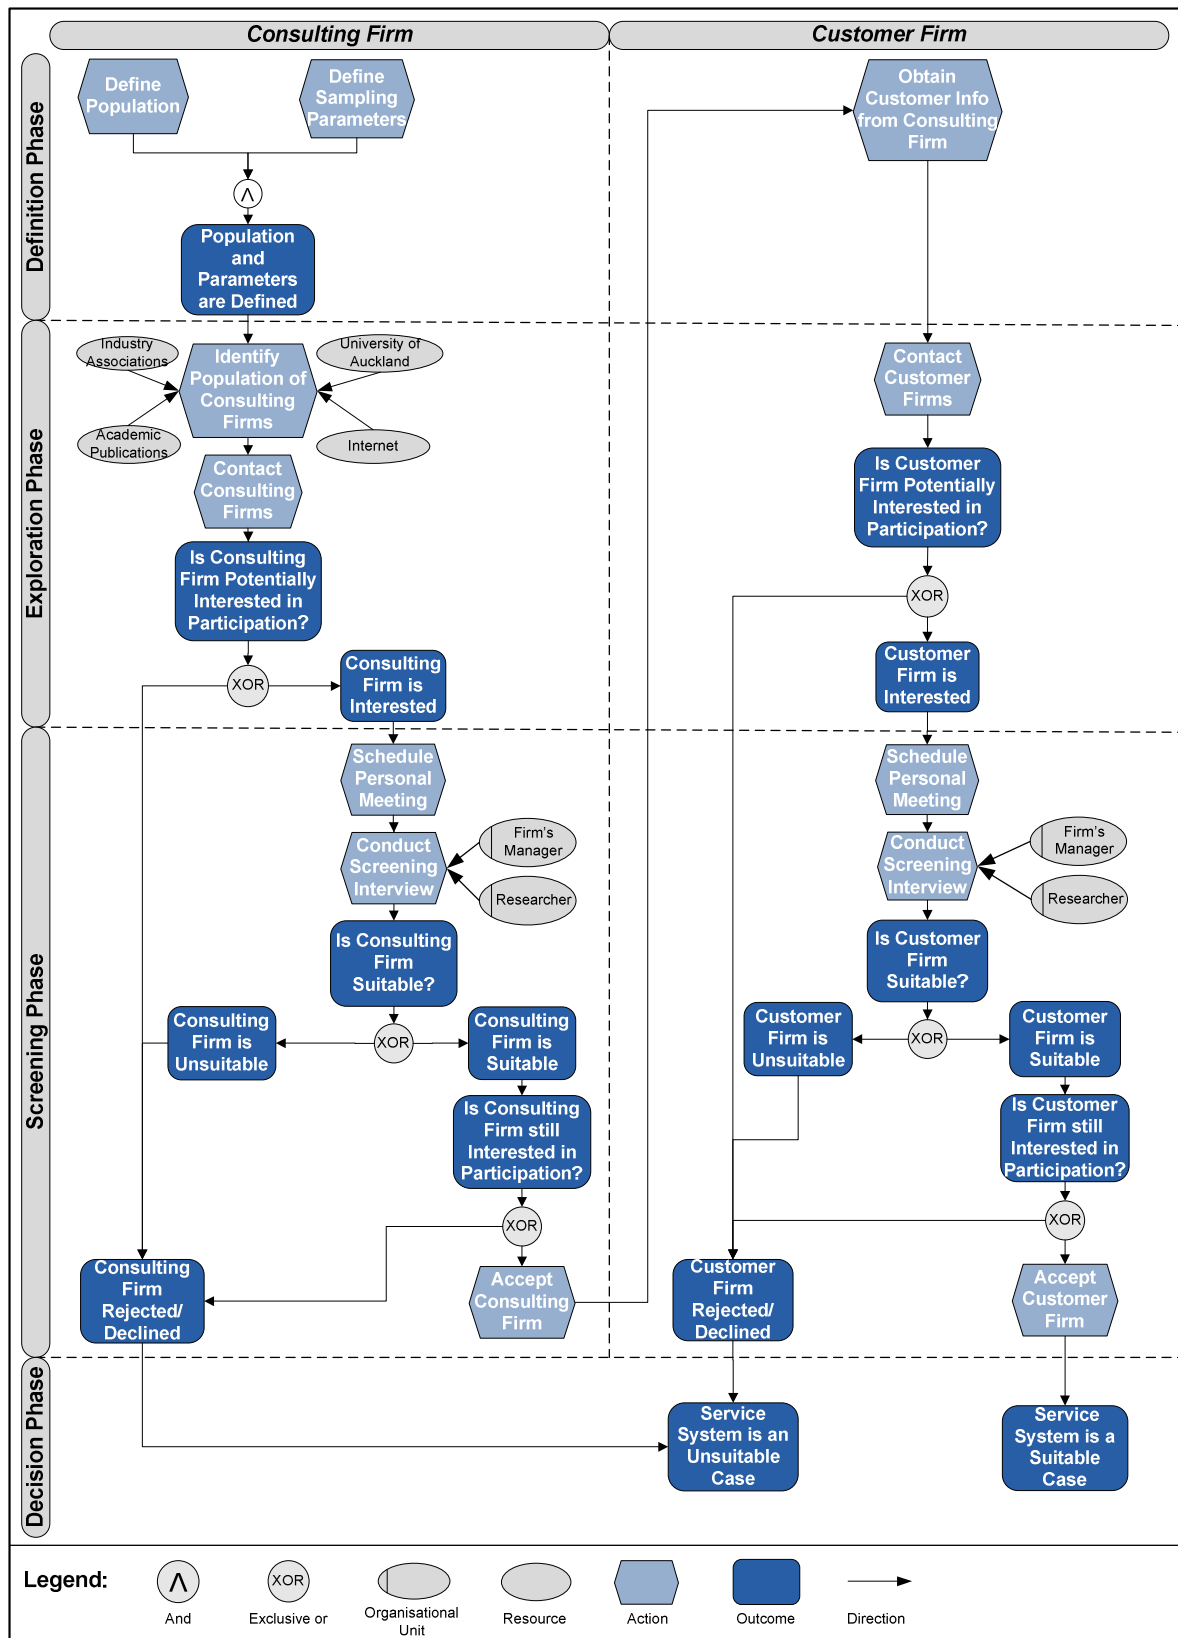 Consulting Firm
Customer Firm
Definition Phase
Define
Population
Define
Sampling
Parameters
Λ
Population
and
Parameters
are Defined
Obtain
Customer Info
from Consulting
Firm
Exploration Phase
Industry
Associations
University of
Auckland
Identify
Population of
Consulting
Firms
Academic
Publications
Internet
Contact
Consulting
Firms
Is Consulting
Firm Potentially
Interested in
Participation?
XOR
Consulting
Firm is
Interested
Contact
Customer
Firms
Is Customer
Firm Potentially
Interested in
Participation?
XOR
Customer
Firm is
Interested
Screening Phase
Schedule
Personal
Meeting
Conduct
Screening
Interview
Firm's
Manager
Researcher
Is Consulting
Firm
Suitable?
Consulting
Firm is
Unsuitable
XOR
Consulting
Firm is
Suitable
Is Consulting
Firm still
Interested in
Participation?
XOR
Consulting
Firm
Rejected/
Declined
Accept
Consulting
Firm
Schedule
Personal
Meeting
Conduct
Screening
Interview
Firm's
Manager
Researcher
Is Customer
Firm
Suitable?
Customer
Firm is
Unsuitable
XOR
Customer
Firm is
Suitable
Is Customer
Firm still
Interested in
Participation?
XOR
Customer
Firm
Rejected/
Declined
Accept
Customer
Firm
Decision Phase
Service
System is an
Unsuitable
Case
Service
System is a
Suitable
Case
Legend:
Λ
And
XOR
Exclusive or
Organisational
Unit
Resource
Action
Outcome
Direction